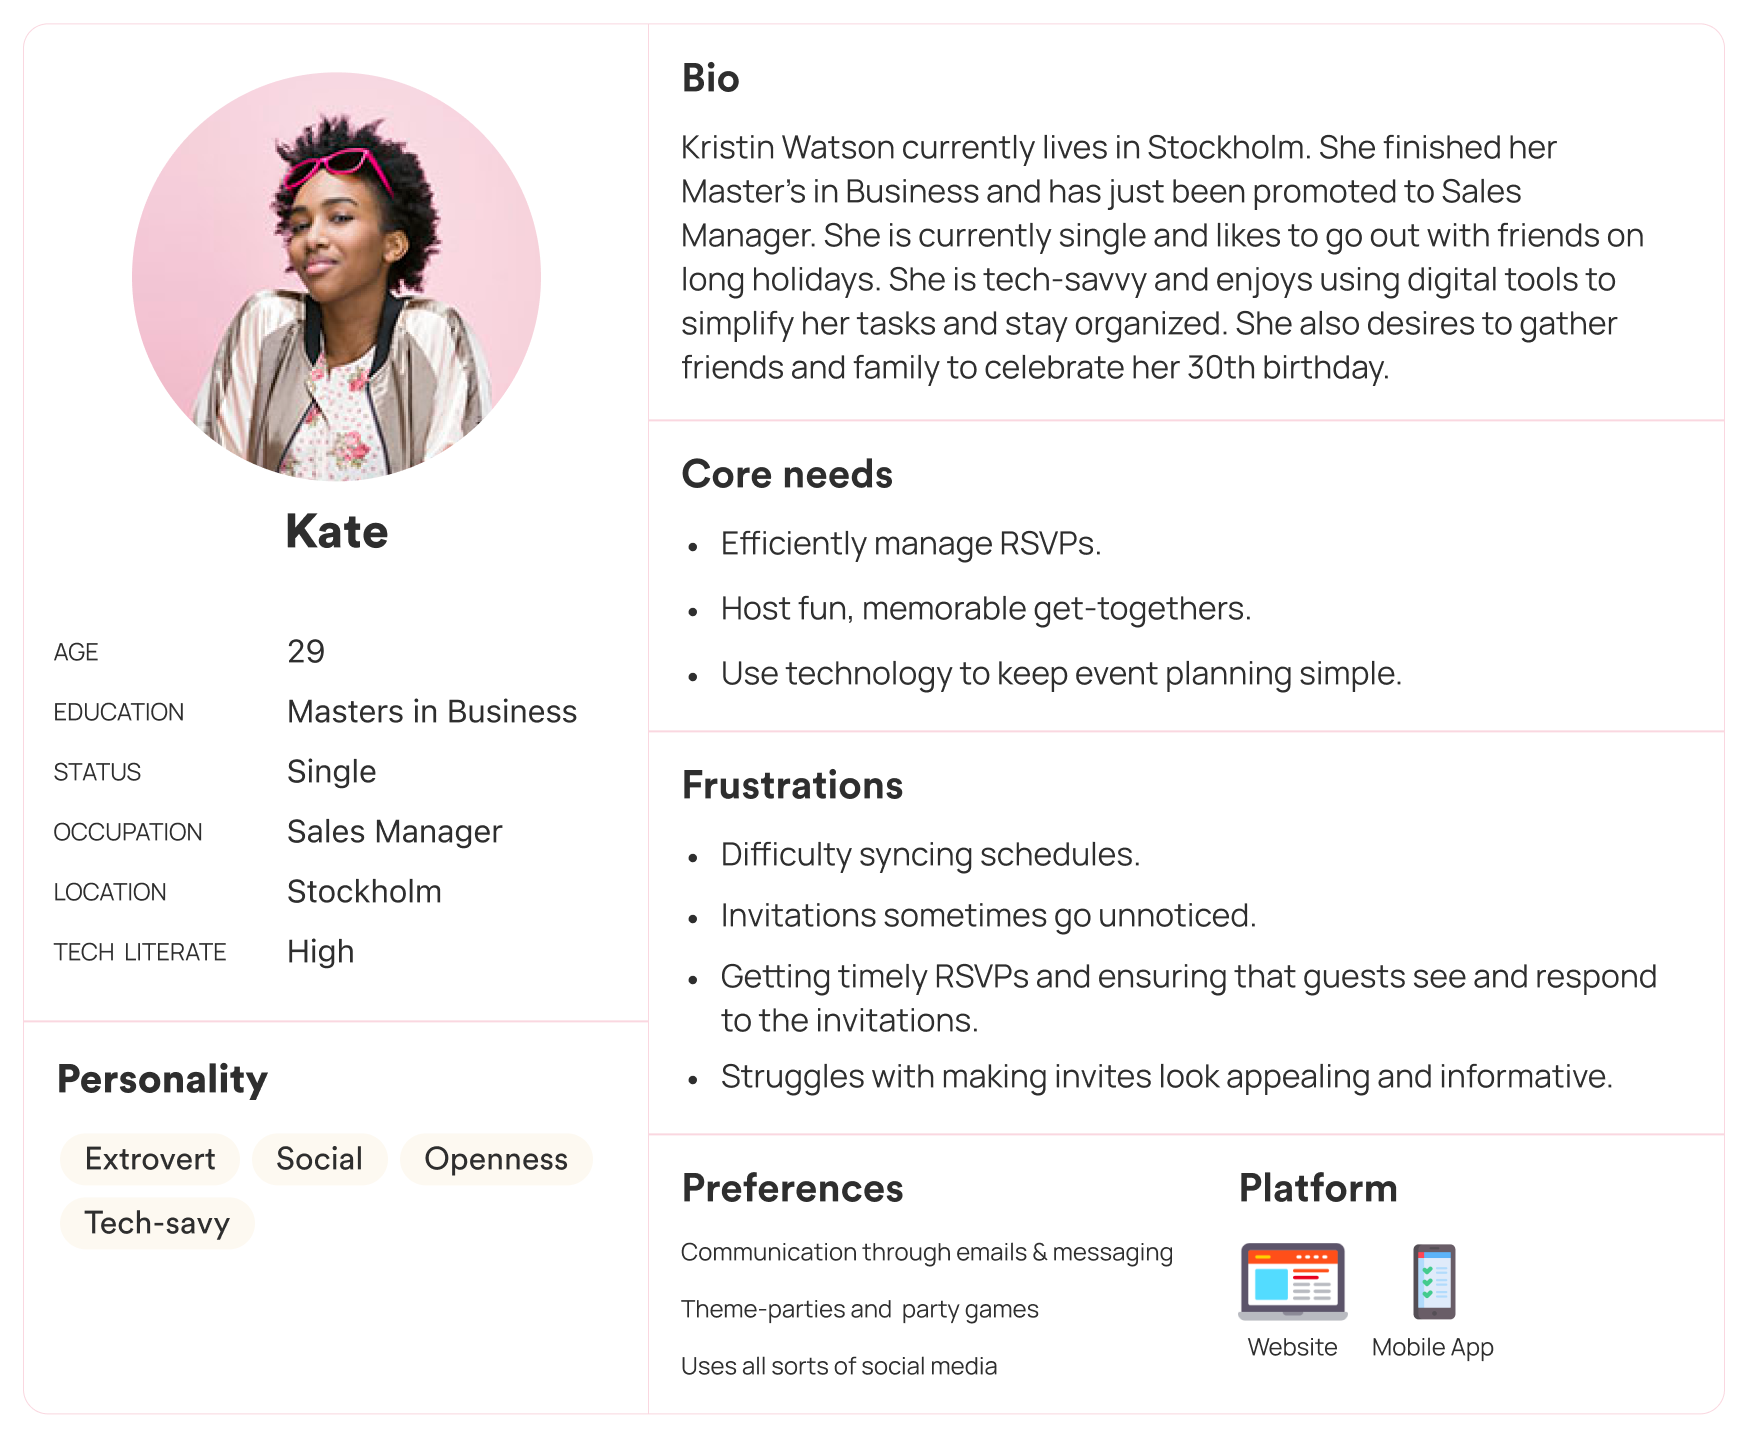 Kate
AGE 29
EDUCATION Masters in Business
STATUS Single
OCCUPATION Sales Manager
LOCATION Stockholm
TECH LITERATE High
Personality
Extrovert Social Openness
Tech-savy
Bio
Kristin Watson currently lives in Stockholm. She finished her
Master’s in Business and has just been promoted to Sales
Manager. She is currently single and likes to go out with friends on
long holidays. She is tech-savvy and enjoys using digital tools to
simplify her tasks and stay organized. She also desires to gather
friends and family to celebrate her 30th birthday.
Core needs
• Efficiently manage RSVPs.
• Host fun, memorable get-togethers.
• Use technology to keep event planning simple.
Frustrations
• Difficulty syncing schedules.
• Invitations sometimes go unnoticed.
• Getting timely RSVPs and ensuring that guests see and respond
to the invitations.
• Struggles with making invites look appealing and informative.
Preferences
Communication through emails & messaging
Theme-parties and party games
Uses all sorts of social media
Platform
Website Mobile App